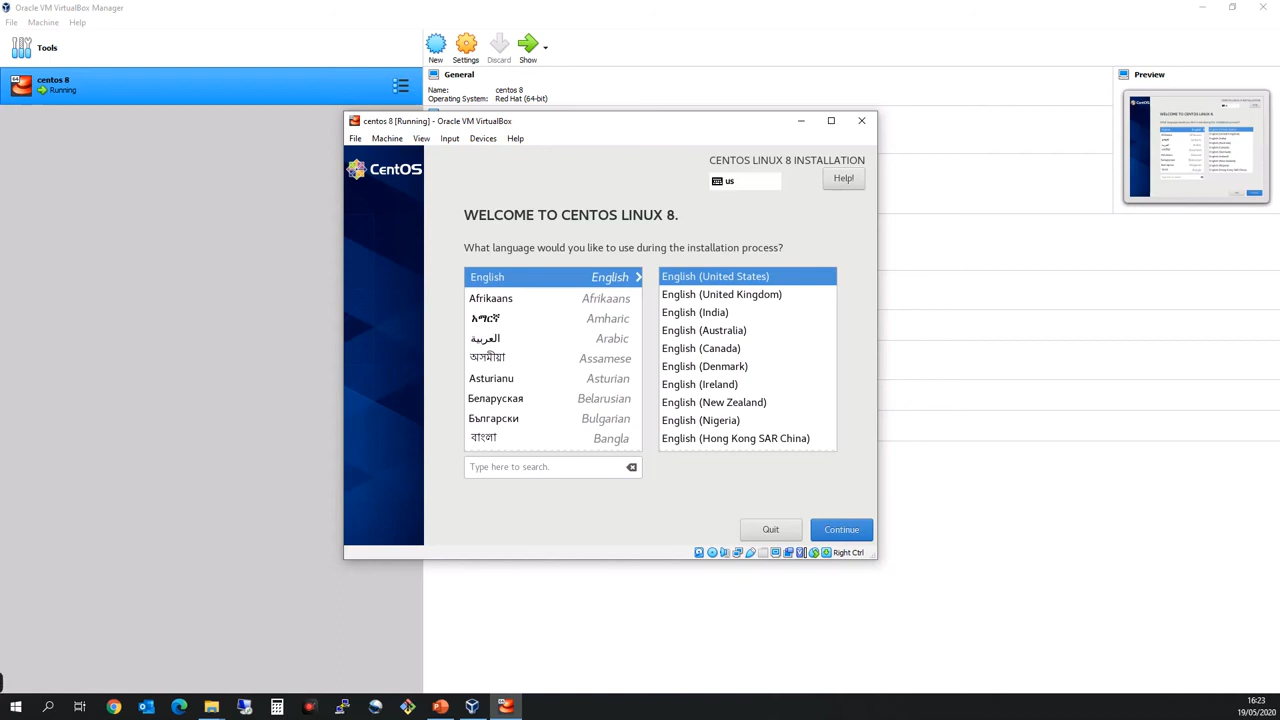 Oracle VM VirtualBox Manager
File Machine Help
Tools
New Settings Discard Show
centos 8
Running
General
Name: centos 8
Operating System: Red Hat (64-bit)
Preview
centos 8 [Running] - Oracle VM VirtualBox
File Machine View Input Devices Help
CentOS
CENTOS LINUX 8 INSTALLATION
us
Help!
WELCOME TO CENTOS LINUX 8.
What language would you like to use during the installation process?
English English
Afrikaans Afrikaans
አማርኛ Amharic
العربية Arabic
অসমীয়া Assamese
Asturianu Asturian
Беларуская Belarusian
Български Bulgarian
বাংলা Bangla
Type here to search.
English (United States)
English (United Kingdom)
English (India)
English (Australia)
English (Canada)
English (Denmark)
English (Ireland)
English (New Zealand)
English (Nigeria)
English (Hong Kong SAR China)
Quit Continue
Right Ctrl
16:23
19/05/2020